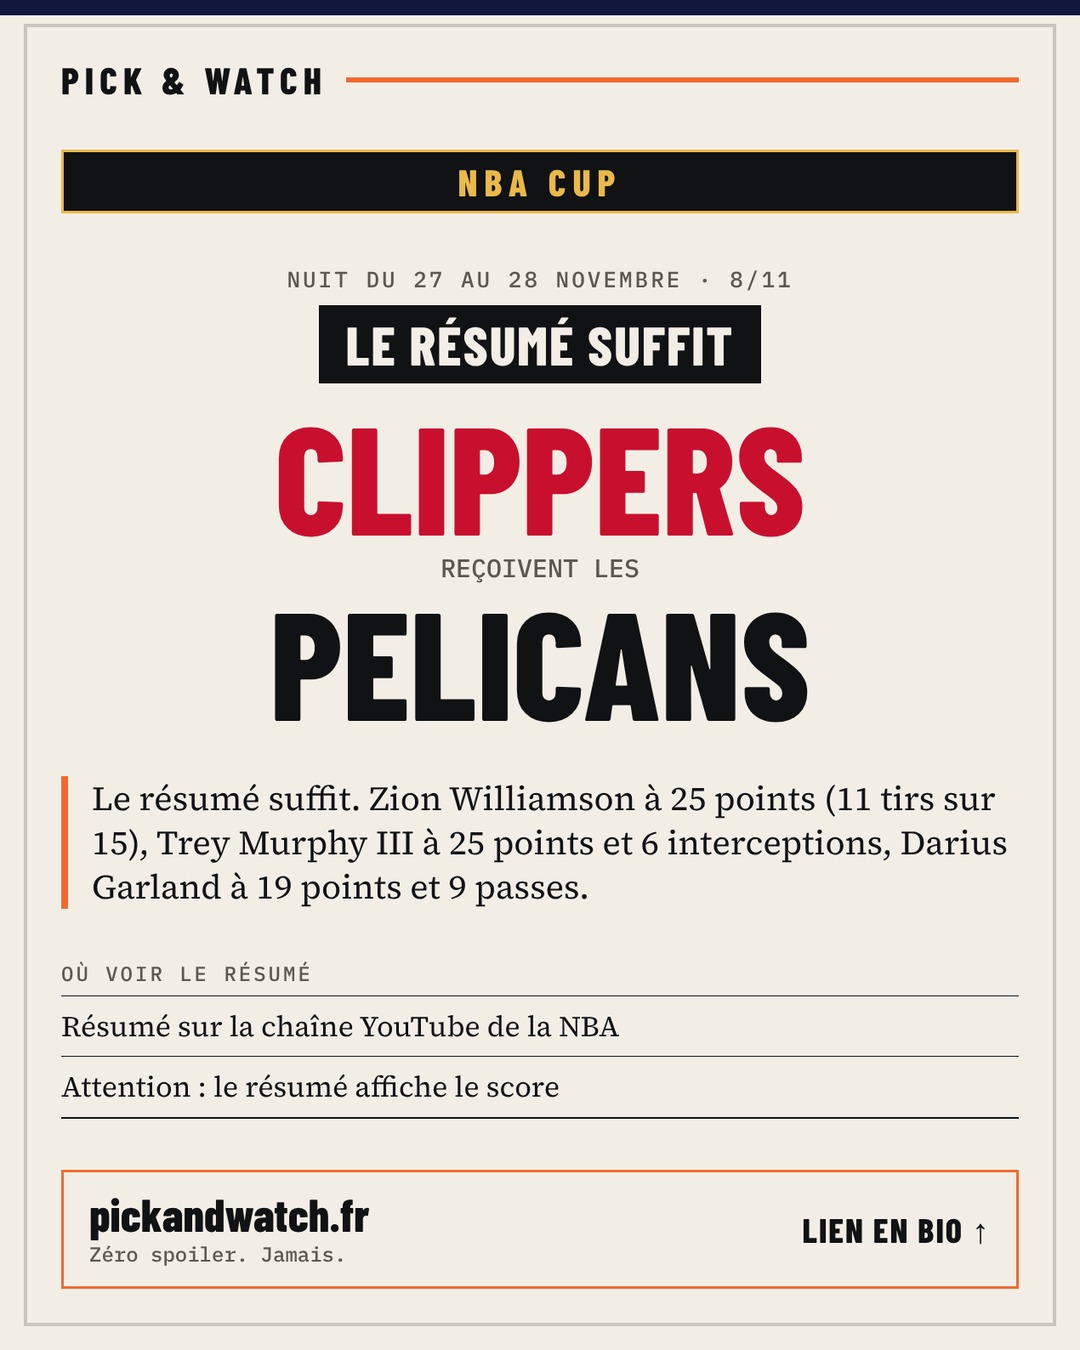 PICK & WATCH
NBA CUP
NUIT DU 27 AU 28 NOVEMBRE · 8/11
LE RÉSUMÉ SUFFIT
CLIPPERS
REÇOIVENT LES
PELICANS
Le résumé suffit. Zion Williamson à 25 points (11 tirs sur
15), Trey Murphy III à 25 points et 6 interceptions, Darius
Garland à 19 points et 9 passes.
OÙ VOIR LE RÉSUMÉ
Résumé sur la chaîne YouTube de la NBA
Attention : le résumé affiche le score
pickandwatch.fr
Zéro spoiler. Jamais.
LIEN EN BIO ↑